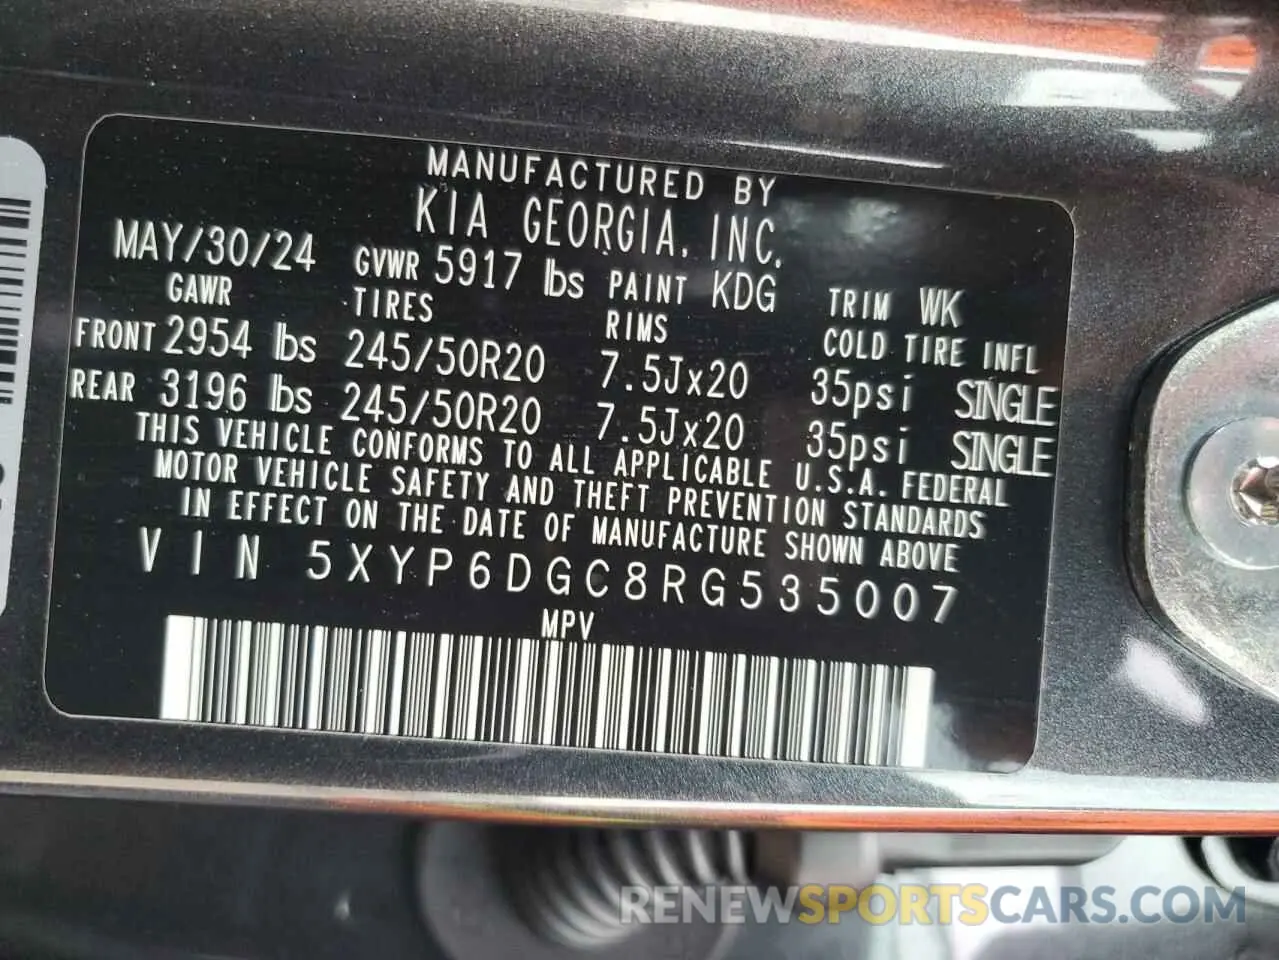 MANUFACTURED BY
KIA GEORGIA, INC.
MAY/30/24 GVWR 5917 lbs PAINT KDG TRIM WK
GAWR TIRES RIMS COLD TIRE INFL
FRONT 2954 lbs 245/50R20 7.5Jx20 35psi SINGLE
REAR 3196 lbs 245/50R20 7.5Jx20 35psi SINGLE
THIS VEHICLE CONFORMS TO ALL APPLICABLE U.S.A. FEDERAL
MOTOR VEHICLE SAFETY AND THEFT PREVENTION STANDARDS
IN EFFECT ON THE DATE OF MANUFACTURE SHOWN ABOVE
VIN 5XYP6DGC8RG535007
MPV
RENEWSPORTSCARS.COM